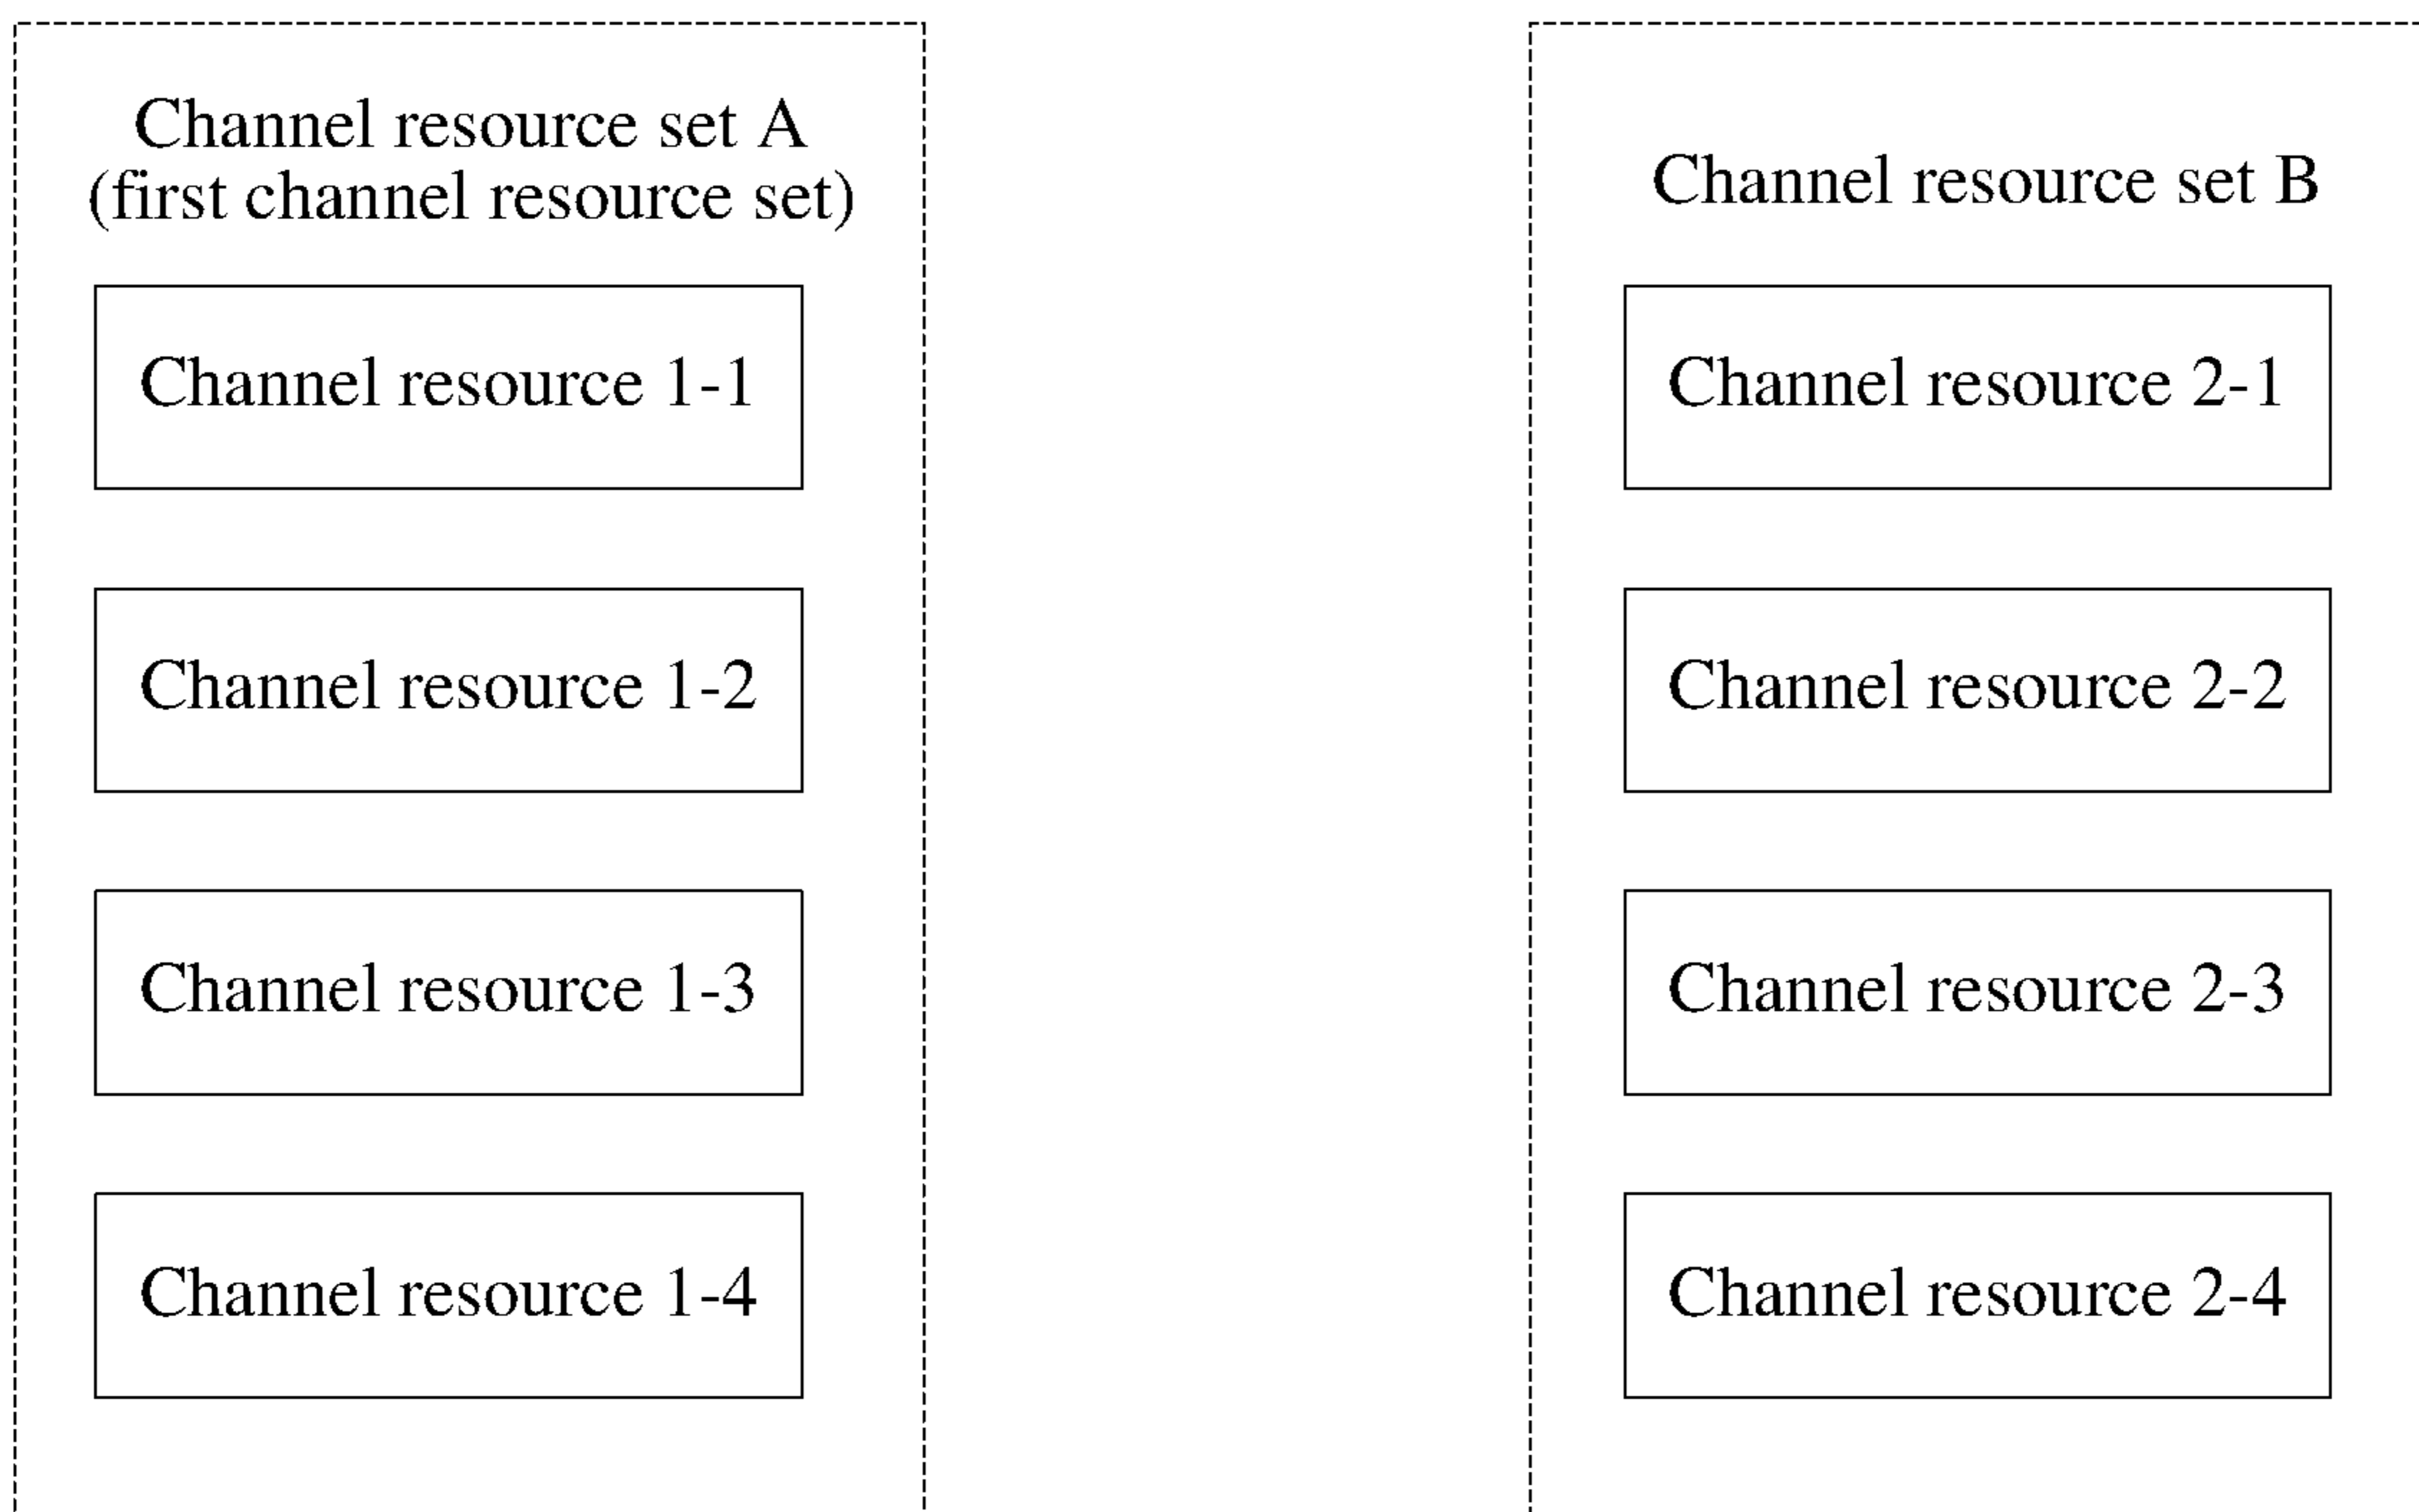 Channel resource set A
(first channel resource set)
Channel resource 1-1
Channel resource 1-2
Channel resource 1-3
Channel resource 1-4
Channel resource set B
Channel resource 2-1
Channel resource 2-2
Channel resource 2-3
Channel resource 2-4